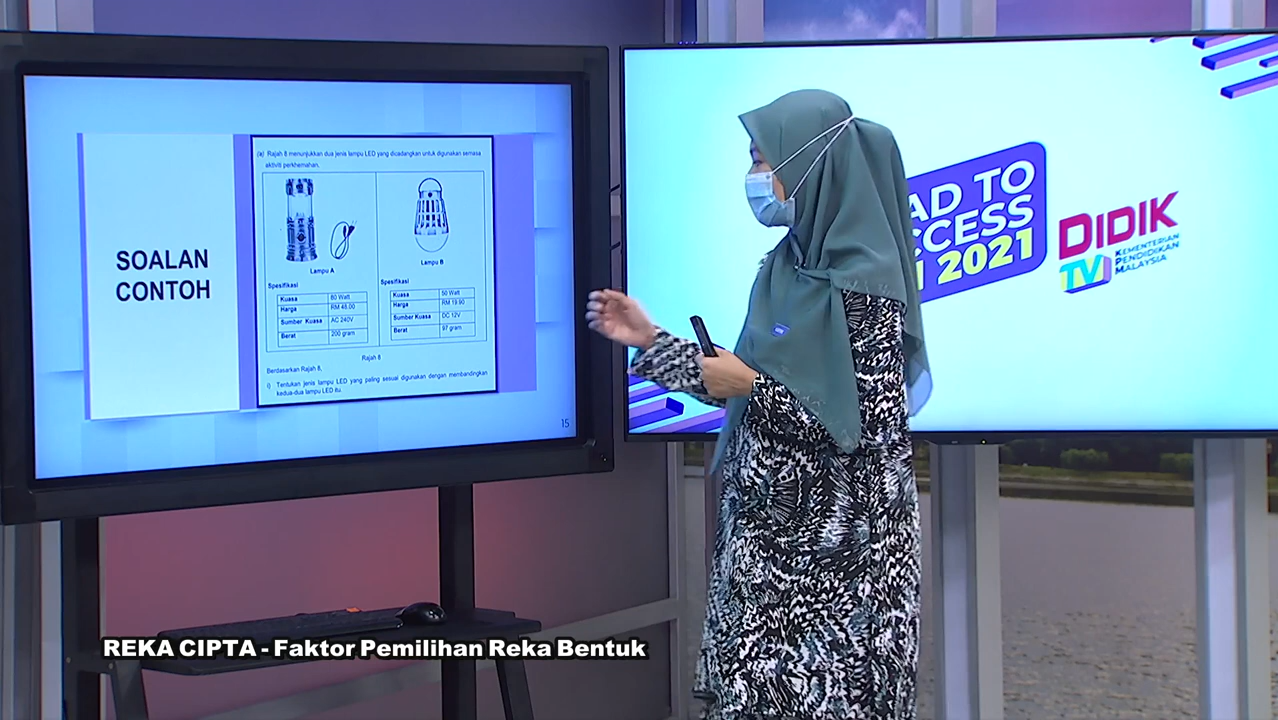 SOALAN
CONTOH
(a) Rajah 8 menunjukkan dua jenis lampu LED yang dicadangkan untuk digunakan semasa
aktiviti perkhemahan.
Lampu A
Spesifikasi
Kuasa 80 Watt
Harga RM 48.00
Sumber Kuasa AC 240V
Berat 200 gram
Lampu B
Spesifikasi
Kuasa 50 Watt
Harga RM 19.90
Sumber Kuasa DC 12V
Berat 97 gram
Rajah 8
Berdasarkan Rajah 8,
i) Tentukan jenis lampu LED yang paling sesuai digunakan dengan membandingkan
kedua-dua lampu LED itu.
15
AD TO
CCESS
2021
DIDIK
TV
KEMENTERIAN
PENDIDIKAN
MALAYSIA
REKA CIPTA - Faktor Pemilihan Reka Bentuk